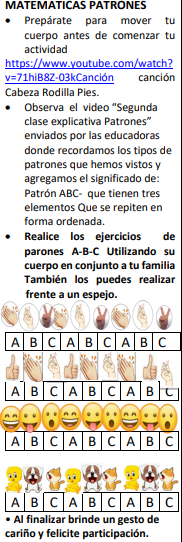 MATEMATICAS PATRONES
• Prepárate para mover tu
cuerpo antes de comenzar tu
actividad
https://www.youtube.com/watch?
v=71hiB8Z-03kCanción canción
Cabeza Rodilla Pies.
• Observa el video “Segunda
clase explicativa Patrones”
enviados por las educadoras
donde recordamos los tipos de
patrones que hemos vistos y
agregamos el significado de:
Patrón ABC- que tienen tres
elementos Que se repiten en
forma ordenada.
• Realice los ejercicios de
parones A-B-C Utilizando su
cuerpo en conjunto a tu familia
También los puedes realizar
frente a un espejo.
A B C A B C A B C
A B C A B C A B C
A B C A B C A B C
A B C A B C A B C
• Al finalizar brinde un gesto de
cariño y felicite participación.